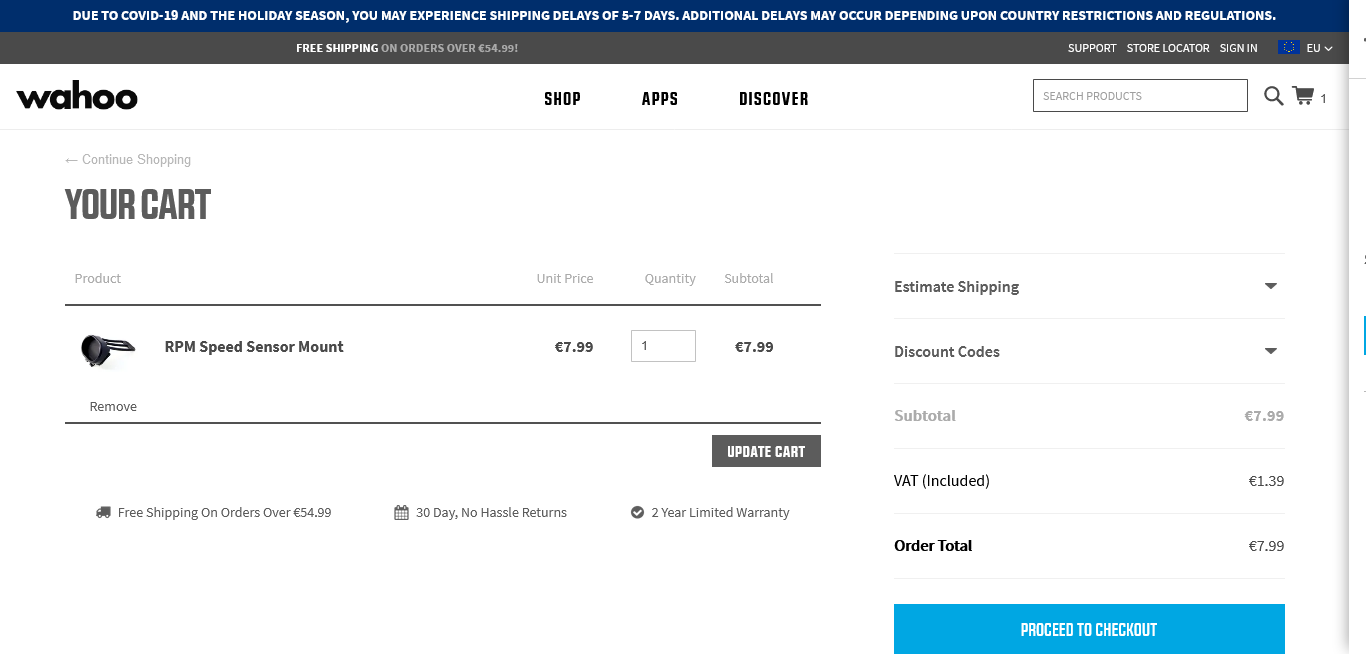 DUE TO COVID-19 AND THE HOLIDAY SEASON, YOU MAY EXPERIENCE SHIPPING DELAYS OF 5-7 DAYS. ADDITIONAL DELAYS MAY OCCUR DEPENDING UPON COUNTRY RESTRICTIONS AND REGULATIONS.
FREE SHIPPING ON ORDERS OVER €54.99!
SUPPORT STORE LOCATOR SIGN IN EU
wahoo
SHOP APPS DISCOVER
SEARCH PRODUCTS
1
← Continue Shopping
YOUR CART
Product Unit Price Quantity Subtotal
RPM Speed Sensor Mount €7.99 1 €7.99
Remove
UPDATE CART
Free Shipping On Orders Over €54.99 30 Day, No Hassle Returns 2 Year Limited Warranty
Estimate Shipping
Discount Codes
Subtotal €7.99
VAT (Included) €1.39
Order Total €7.99
PROCEED TO CHECKOUT